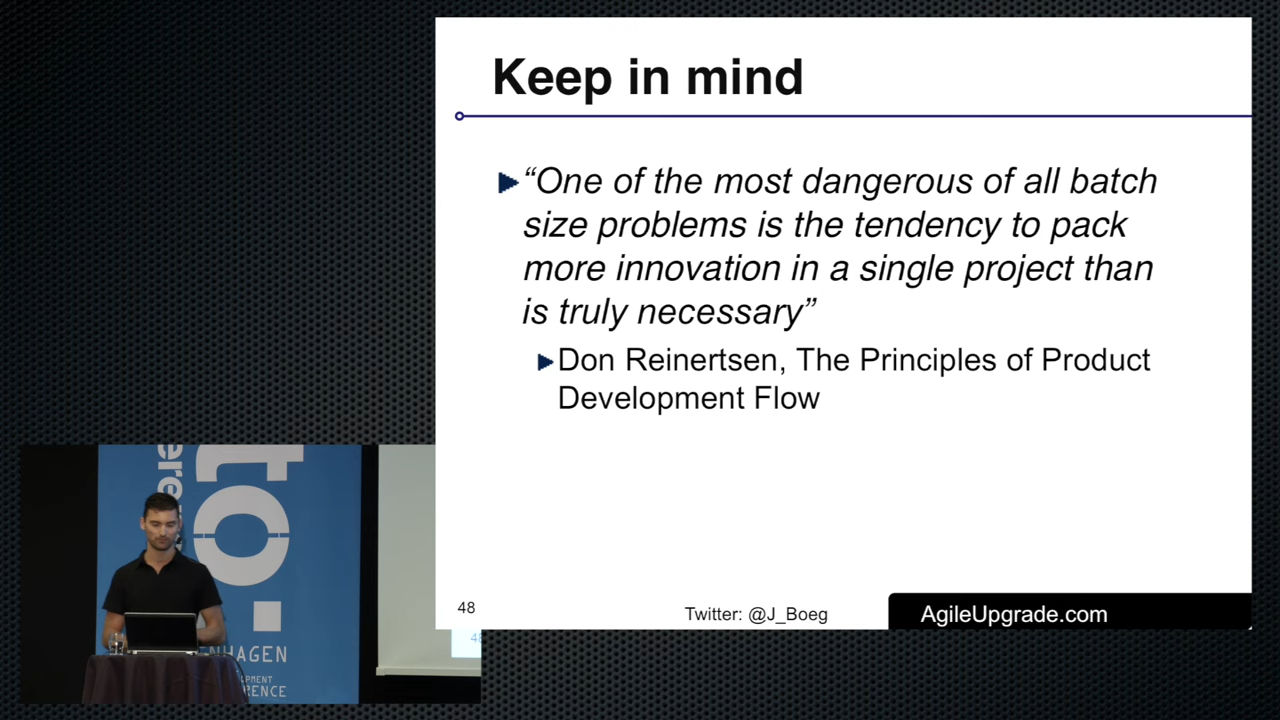 Keep in mind
“One of the most dangerous of all batch
size problems is the tendency to pack
more innovation in a single project than
is truly necessary”
Don Reinertsen, The Principles of Product
Development Flow
48
Twitter: @J_Boeg
AgileUpgrade.com
to.
48